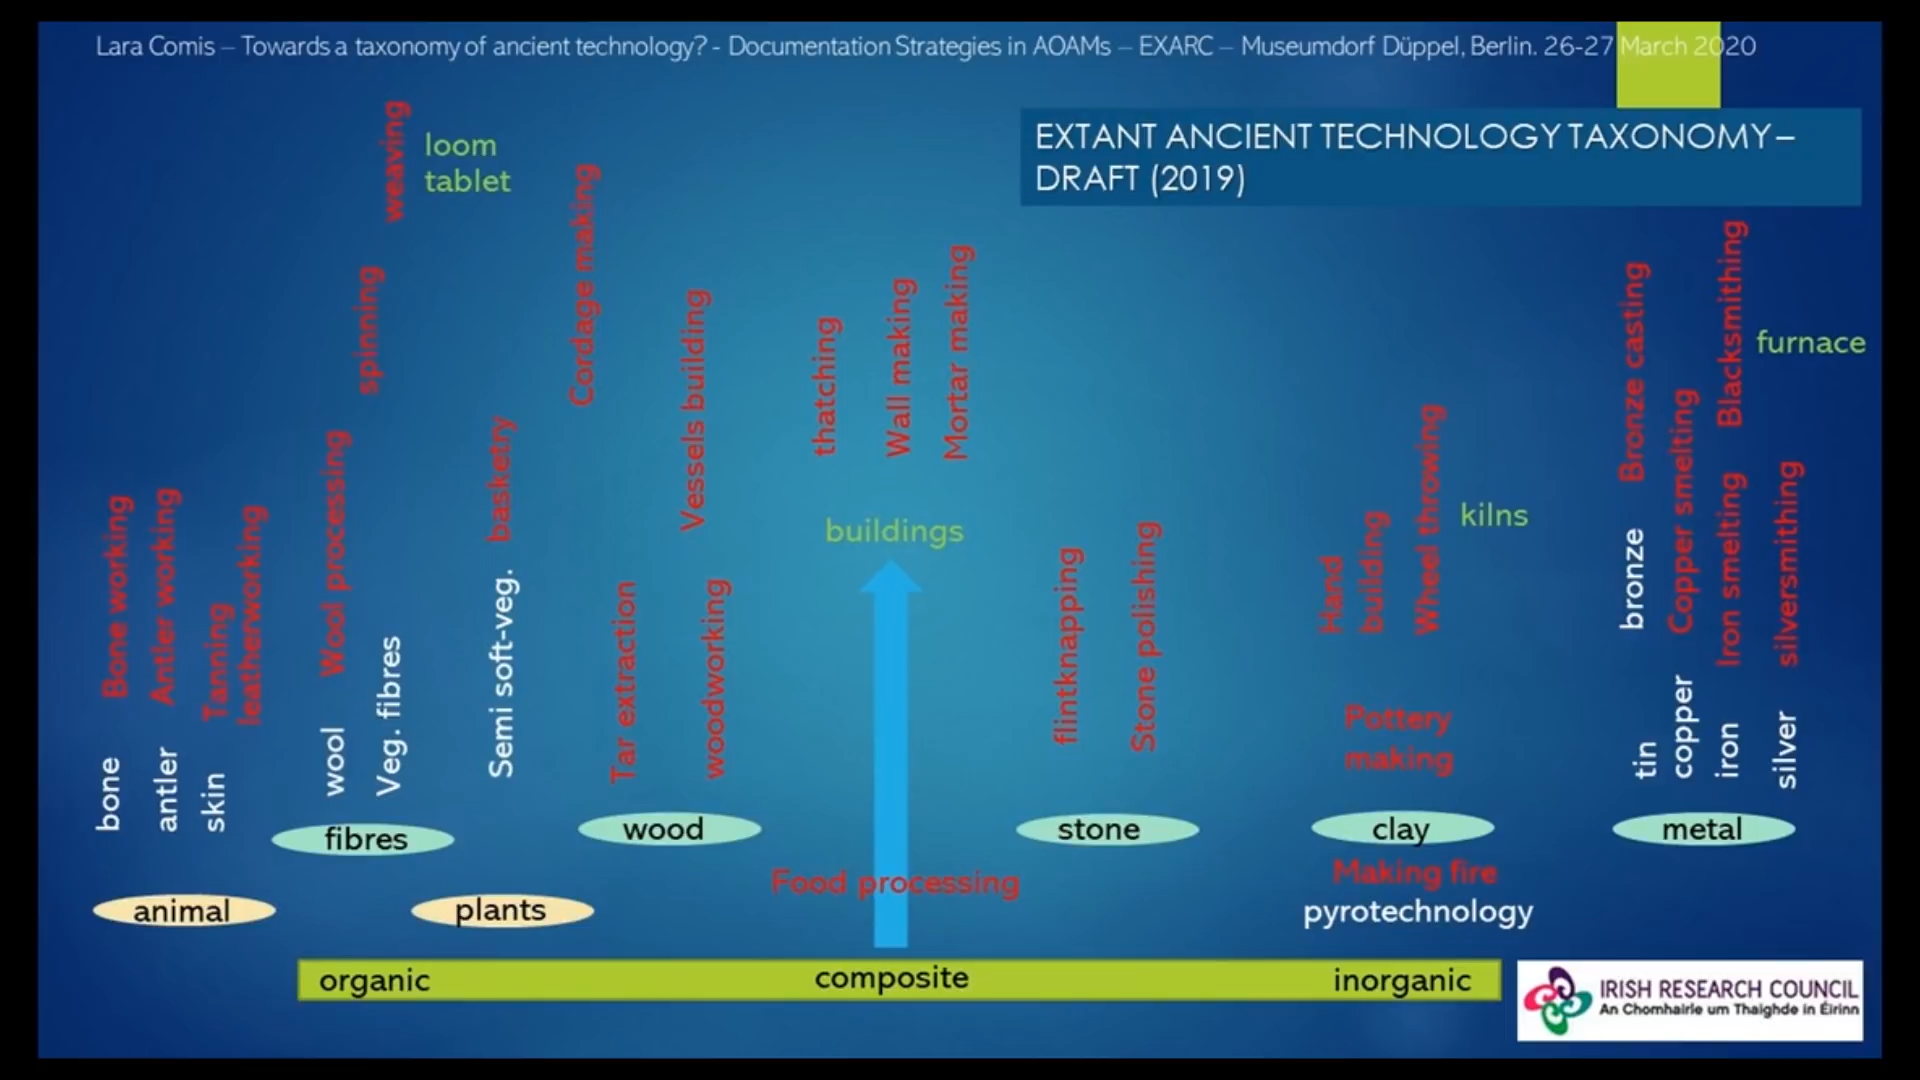 Lara Comis – Towards a taxonomy of ancient technology? - Documentation Strategies in AOAMs – EXARC – Museumdorf Düppel, Berlin. 26-27 March 2020
EXTANT ANCIENT TECHNOLOGY TAXONOMY –
DRAFT (2019)
weaving
loom
tablet
spinning
Cordage making
Vessels building
thatching
Wall making
Mortar making
Bronze casting
Blacksmithing
furnace
Wool processing
basketry
Bone working
Antler working
Tanning
leatherworking
buildings
Hand
building
Wheel throwing
kilns
bronze
Copper smelting
Iron smelting
silversmithing
Tar extraction
woodworking
flintknapping
Stone polishing
Pottery
making
bone
antler
skin
wool
Veg. fibres
Semi soft-veg.
tin
copper
iron
silver
fibres
wood
stone
clay
metal
Food processing
Making fire
pyrotechnology
animal
plants
organic
composite
inorganic
IRISH RESEARCH COUNCIL
An Chomhairle um Thaighde in Éirinn